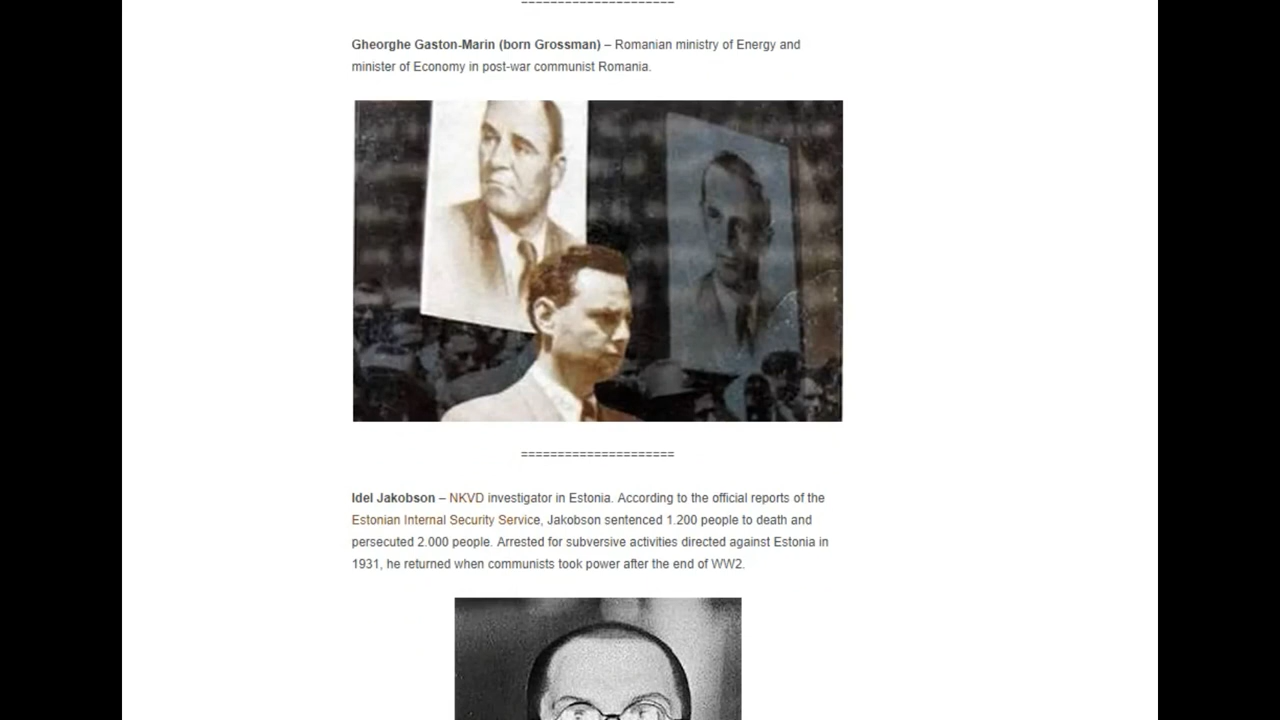 =====================
Gheorghe Gaston-Marin (born Grossman) – Romanian ministry of Energy and
minister of Economy in post-war communist Romania.
=====================
Idel Jakobson – NKVD investigator in Estonia. According to the official reports of the
Estonian Internal Security Service, Jakobson sentenced 1.200 people to death and
persecuted 2.000 people. Arrested for subversive activities directed against Estonia in
1931, he returned when communists took power after the end of WW2.